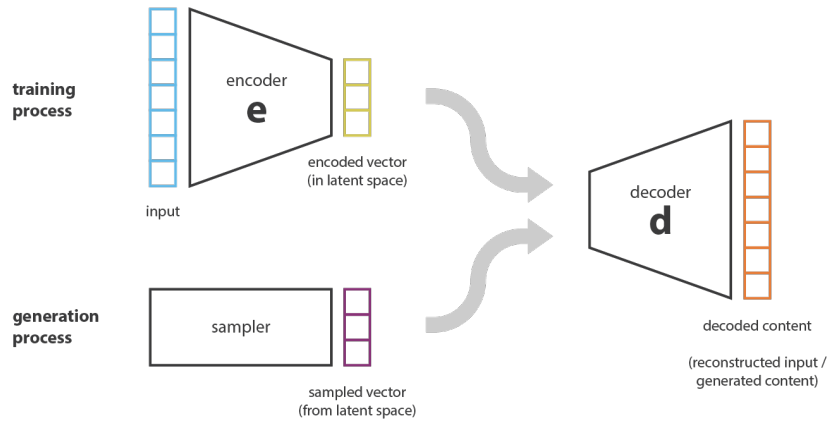 training
process
encoder
e
encoded vector
(in latent space)
input
generation
process
sampler
sampled vector
(from latent space)
decoder
d
decoded content
(reconstructed input /
generated content)